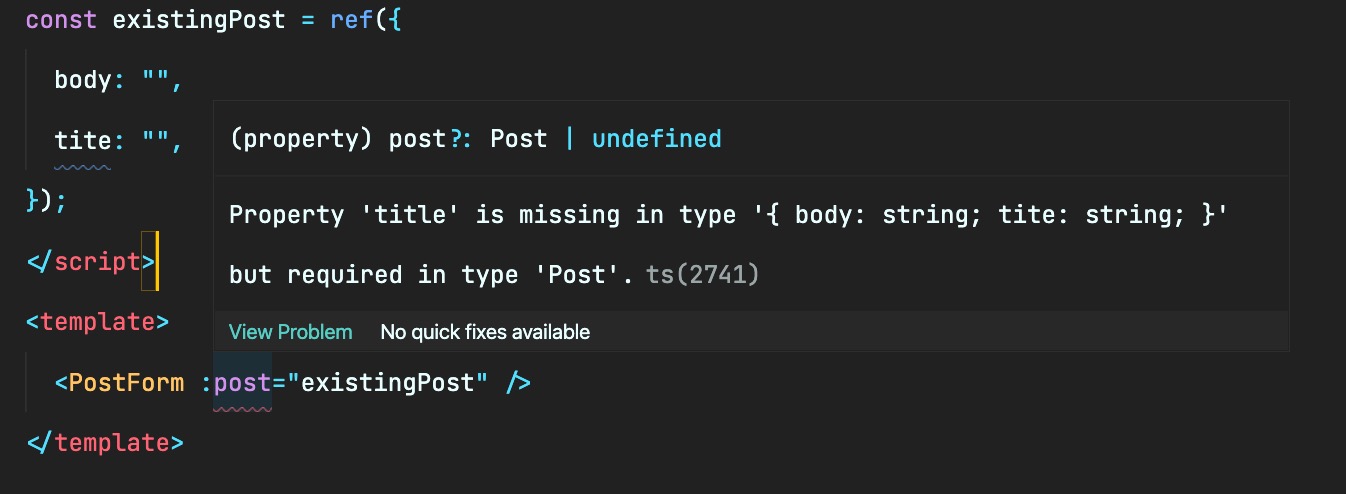 const existingPost = ref({
body: "",
tite: "",
(property) post?: Post | undefined
});
Property 'title' is missing in type '{ body: string; tite: string; }'
</script>
but required in type 'Post'. ts(2741)
<template>
View Problem No quick fixes available
<PostForm :post="existingPost" />
</template>